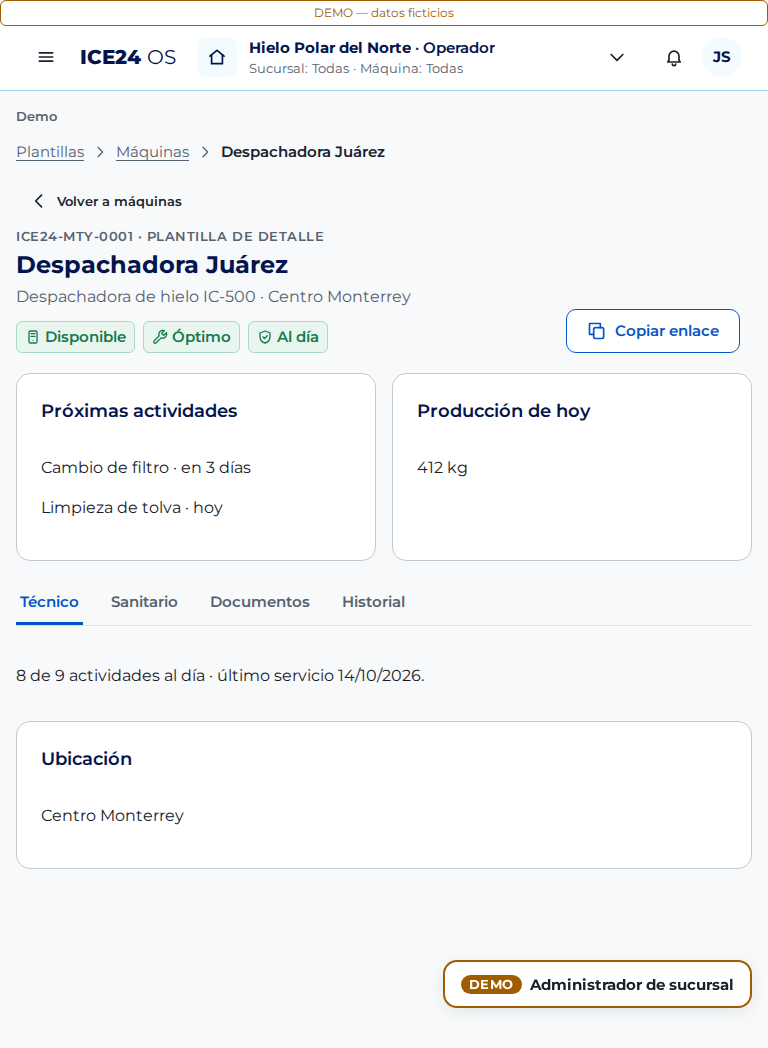 DEMO — datos ficticios
ICE24 OS
Hielo Polar del Norte · Operador
Sucursal: Todas · Máquina: Todas
JS
Demo
Plantillas > Máquinas > Despachadora Juárez
Volver a máquinas
ICE24-MTY-0001 · PLANTILLA DE DETALLE
Despachadora Juárez
Despachadora de hielo IC-500 · Centro Monterrey
Disponible Óptimo Al día
Copiar enlace
Próximas actividades
Cambio de filtro · en 3 días
Limpieza de tolva · hoy
Producción de hoy
412 kg
Técnico Sanitario Documentos Historial
8 de 9 actividades al día · último servicio 14/10/2026.
Ubicación
Centro Monterrey
DEMO Administrador de sucursal